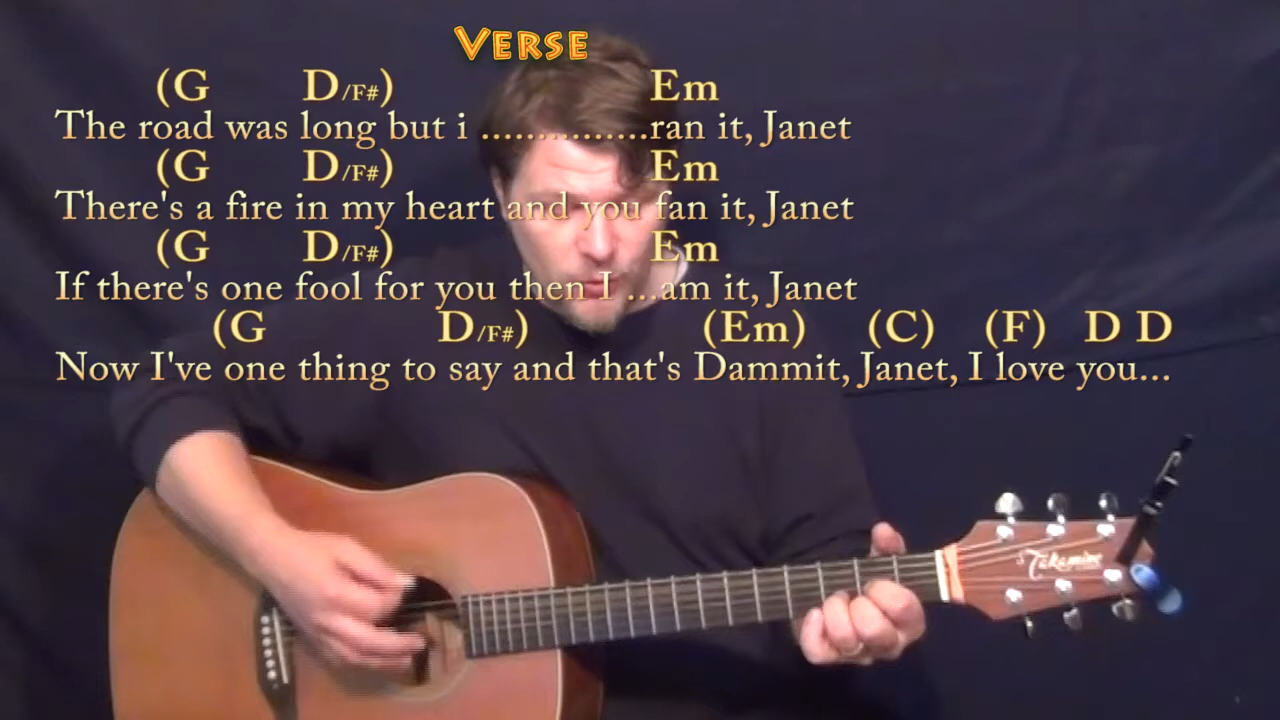 VERSE
(G D/F#) Em
The road was long but i ...............ran it, Janet
(G D/F#) Em
There's a fire in my heart and you fan it, Janet
(G D/F#) Em
If there's one fool for you then I ...am it, Janet
(G D/F#) (Em) (C) (F) D D
Now I've one thing to say and that's Dammit, Janet, I love you...
Takamine